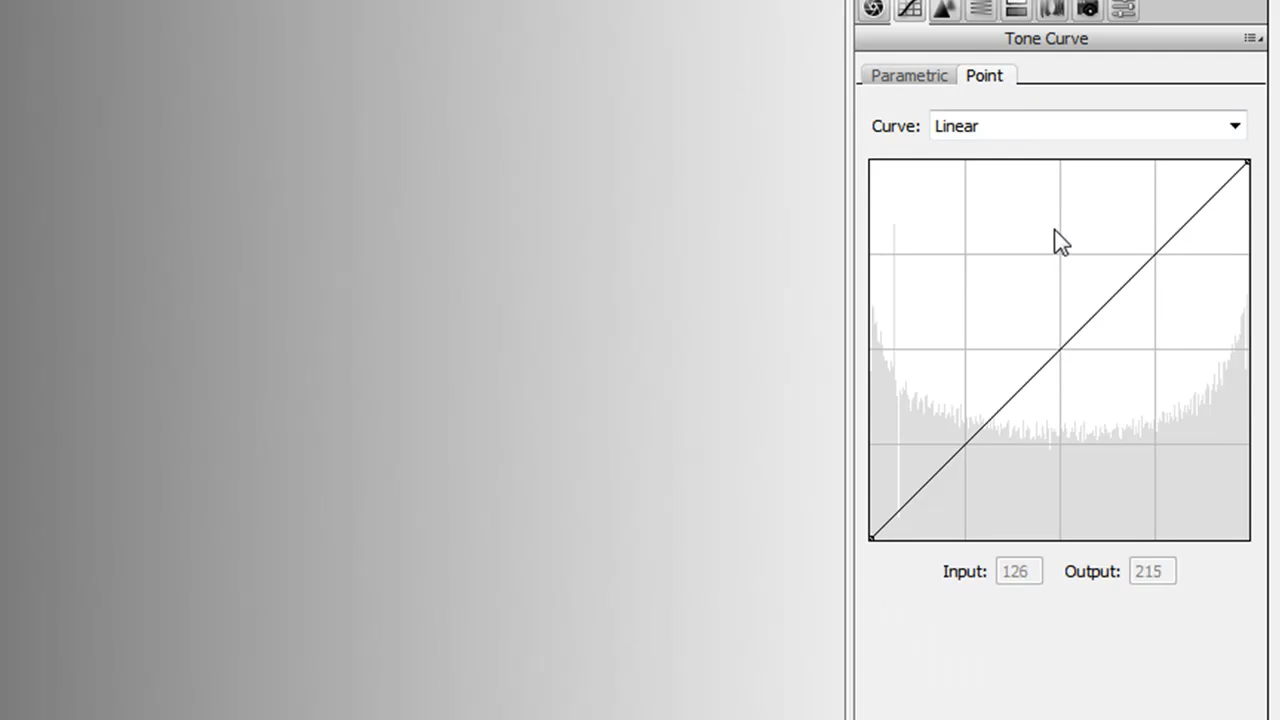 Tone Curve
Parametric Point
Curve: Linear
Input: 126 Output: 215